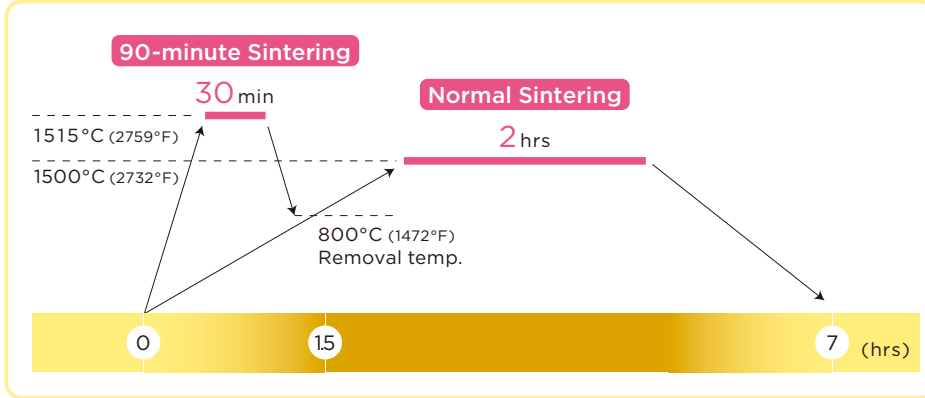 90-minute Sintering
30 min
Normal Sintering
2 hrs
1515°C (2759°F)
1500°C (2732°F)
800°C (1472°F)
Removal temp.
0
1.5
7
(hrs)